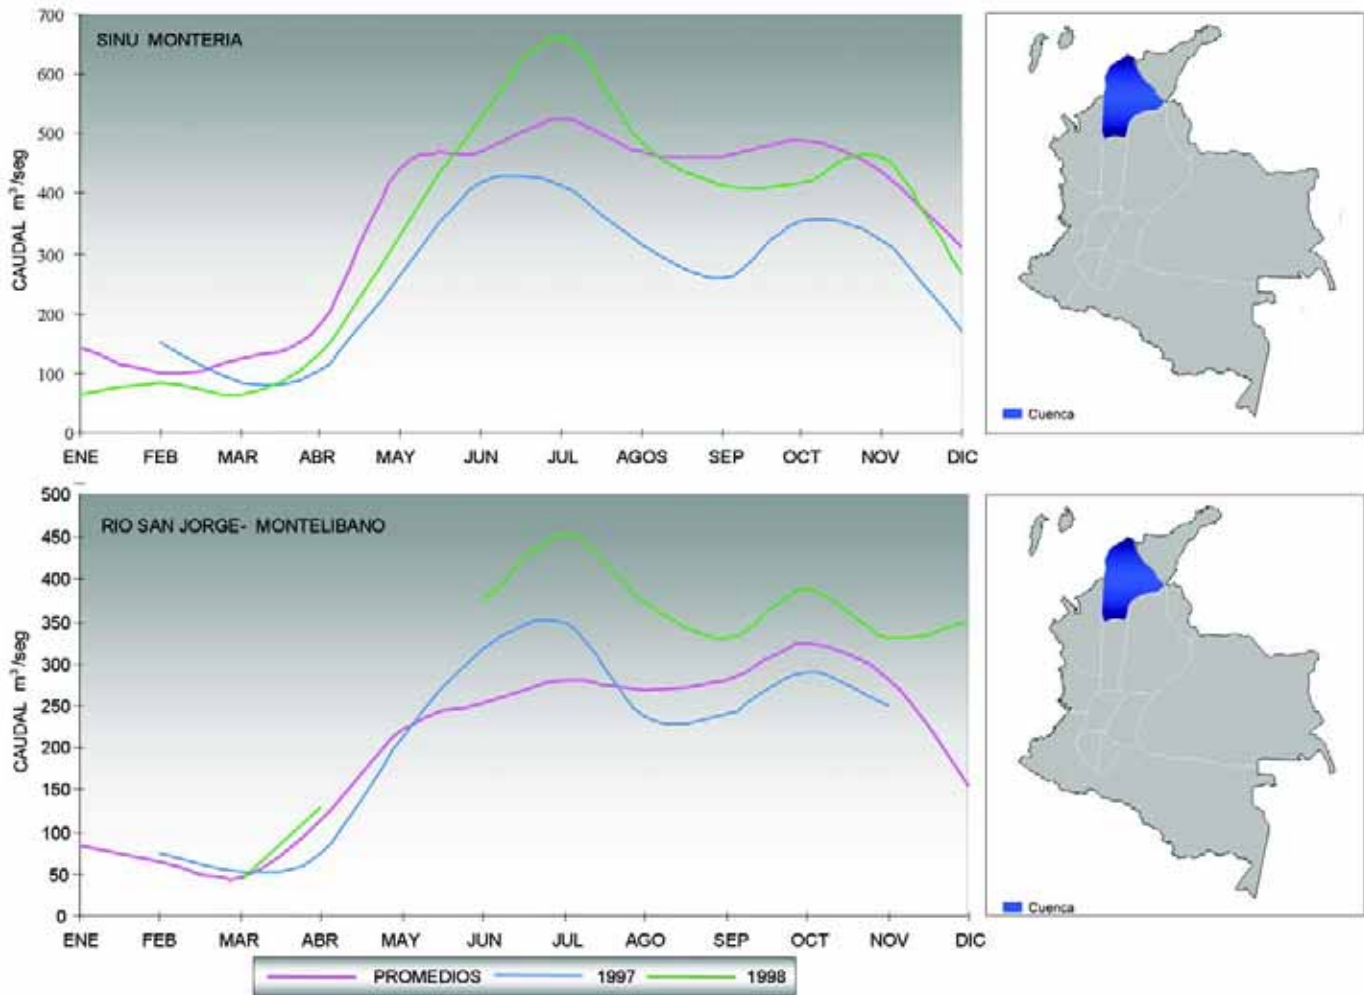 SINU MONTERIA
CAUDAL m³/seg
700
600
500
400
300
200
100
0
ENE FEB MAR ABR MAY JUN JUL AGOS SEP OCT NOV DIC
Cuenca
RIO SAN JORGE- MONTELIBANO
CAUDAL m³/seg
500
450
400
350
300
250
200
150
100
50
0
ENE FEB MAR ABR MAY JUN JUL AGO SEP OCT NOV DIC
Cuenca
PROMEDIOS 1997 1998